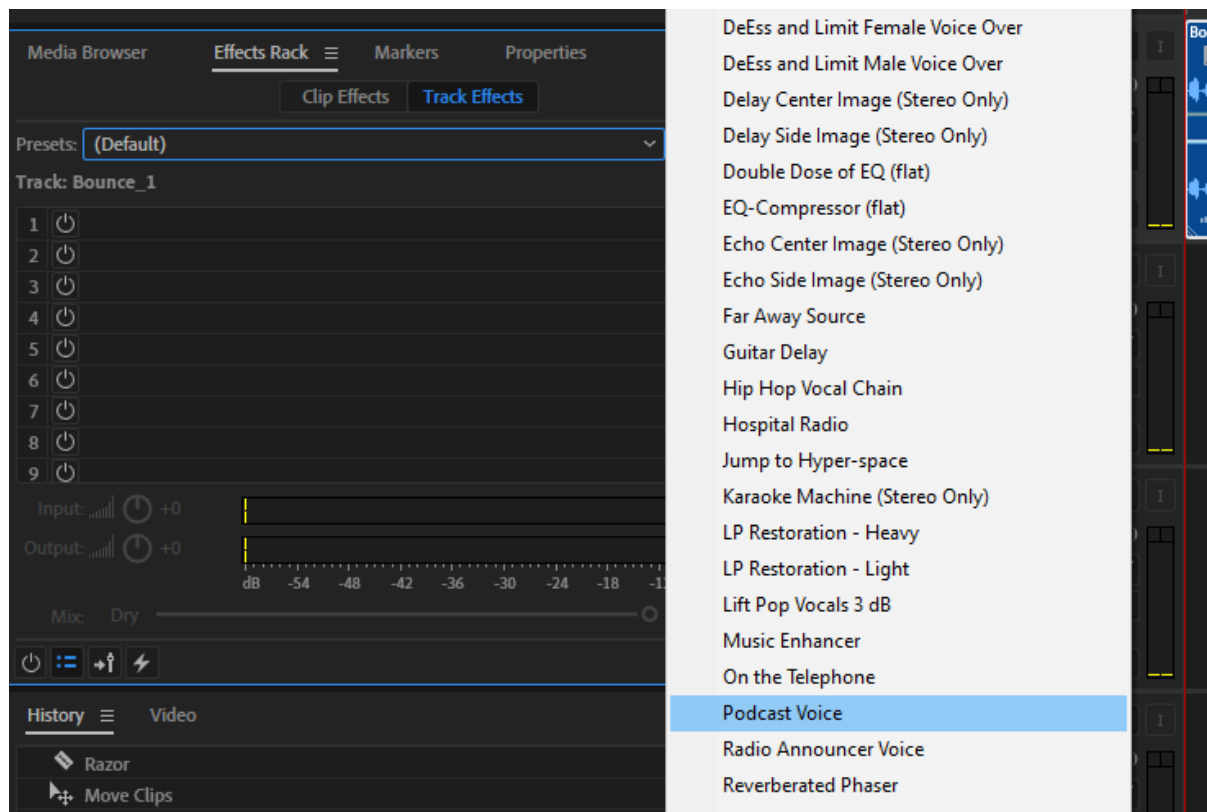 Media Browser
Effects Rack
Markers
Properties
Clip Effects
Track Effects
Presets:
(Default)
Track: Bounce_1
1
2
3
4
5
6
7
8
9
Input:
+0
Output:
+0
dB -54 -48 -42 -36 -30 -24 -18
Mix: Dry
History
Video
Razor
Move Clips
DeEss and Limit Female Voice Over
DeEss and Limit Male Voice Over
Delay Center Image (Stereo Only)
Delay Side Image (Stereo Only)
Double Dose of EQ (flat)
EQ-Compressor (flat)
Echo Center Image (Stereo Only)
Echo Side Image (Stereo Only)
Far Away Source
Guitar Delay
Hip Hop Vocal Chain
Hospital Radio
Jump to Hyper-space
Karaoke Machine (Stereo Only)
LP Restoration - Heavy
LP Restoration - Light
Lift Pop Vocals 3 dB
Music Enhancer
On the Telephone
Podcast Voice
Radio Announcer Voice
Reverberated Phaser
I
I
I
I
Bo